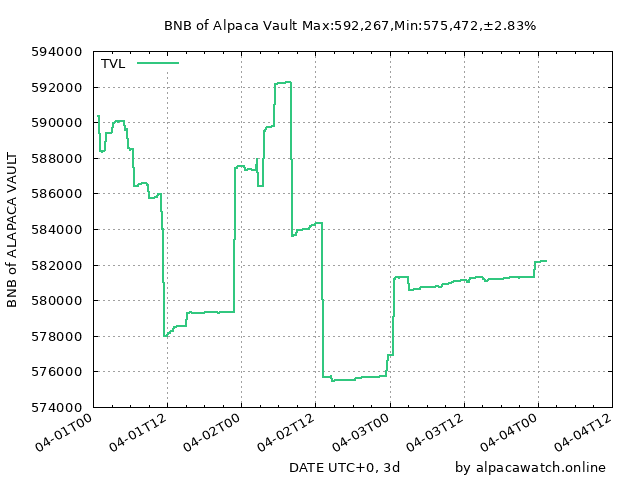 BNB of Alpaca Vault Max:592,267,Min:575,472,±2.83%
TVL
594000
592000
590000
588000
586000
584000
582000
580000
578000
576000
574000
BNB of ALAPACA VAULT
04-01T00
04-01T12
04-02T00
04-02T12
04-03T00
04-03T12
04-04T00
04-04T12
DATE UTC+0, 3d
by alpacawatch.online